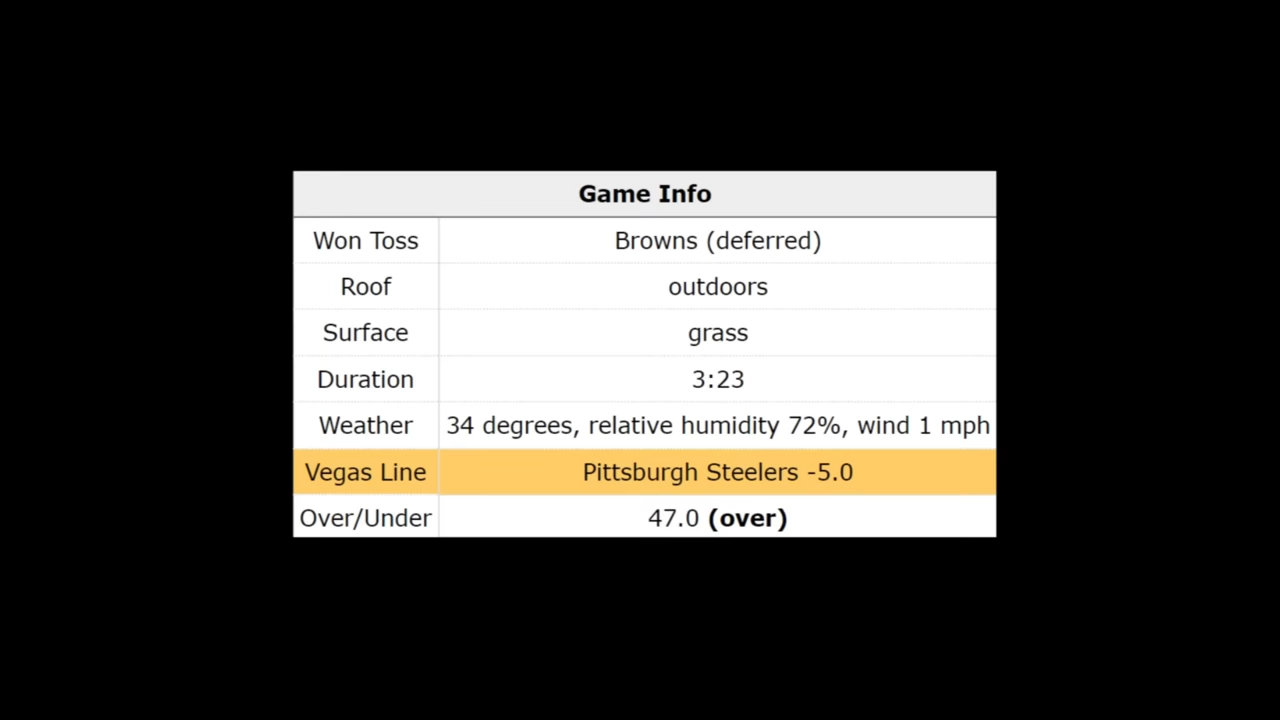 Game Info
Won Toss Browns (deferred)
Roof outdoors
Surface grass
Duration 3:23
Weather 34 degrees, relative humidity 72%, wind 1 mph
Vegas Line Pittsburgh Steelers -5.0
Over/Under 47.0 (over)